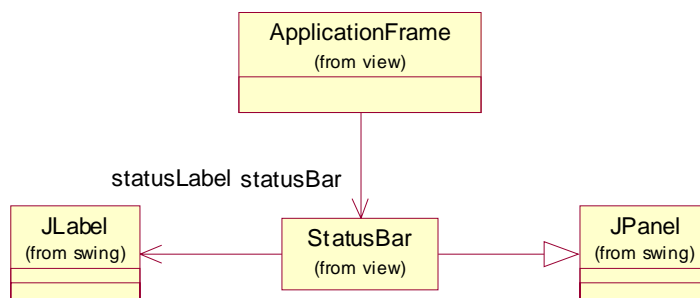 ApplicationFrame
(from view)
statusLabel statusBar
JLabel
(from swing)
StatusBar
(from view)
JPanel
(from swing)